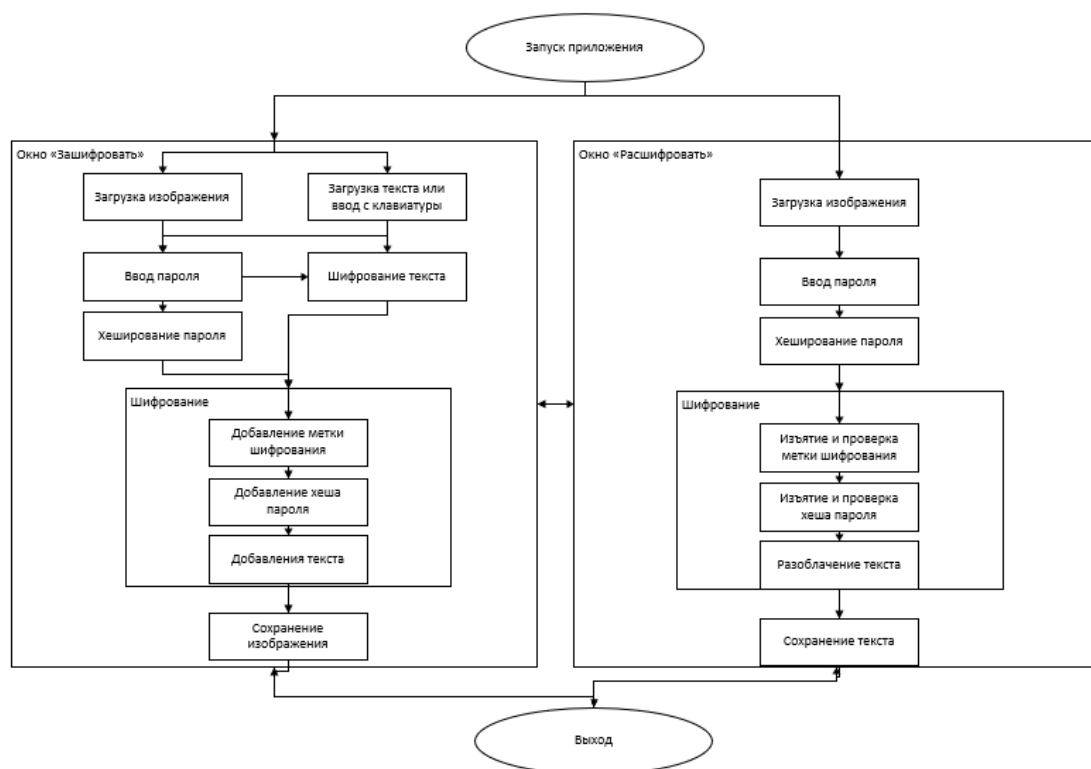 Запуск приложения
Окно «Зашифровать»
Загрузка изображения
Загрузка текста или
ввод с клавиатуры
Ввод пароля
Шифрование текста
Хеширование пароля
Шифрование
Добавление метки
шифрования
Добавление хеша
пароля
Добавления текста
Сохранение
изображения
Окно «Расшифровать»
Загрузка изображения
Ввод пароля
Хеширование пароля
Шифрование
Изъятие и проверка
метки шифрования
Изъятие и проверка
хеша пароля
Разоблачение текста
Сохранение текста
Выход